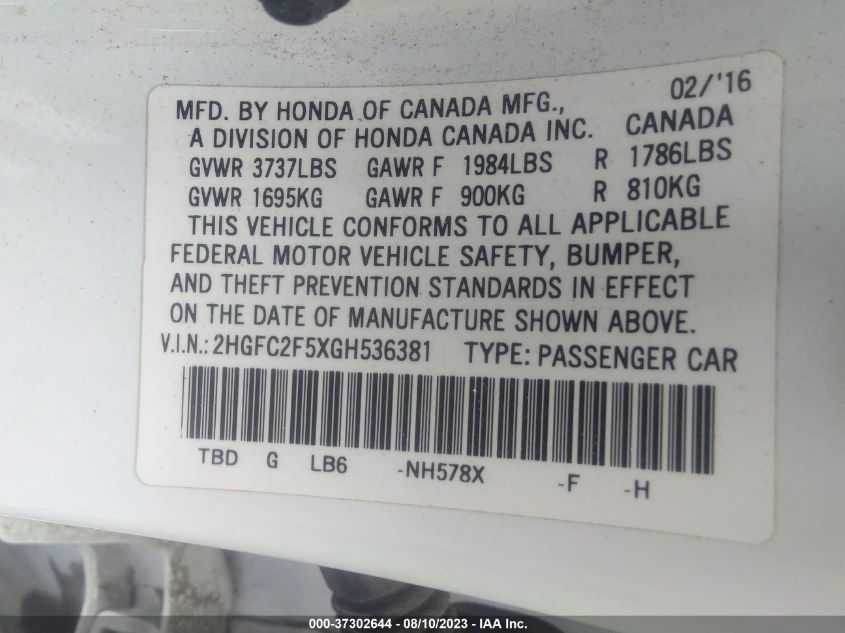 02/'16
MFD. BY HONDA OF CANADA MFG.,
A DIVISION OF HONDA CANADA INC. CANADA
GVWR 3737LBS GAWR F 1984LBS R 1786LBS
GVWR 1695KG GAWR F 900KG R 810KG
THIS VEHICLE CONFORMS TO ALL APPLICABLE
FEDERAL MOTOR VEHICLE SAFETY, BUMPER,
AND THEFT PREVENTION STANDARDS IN EFFECT
ON THE DATE OF MANUFACTURE SHOWN ABOVE.
V.I.N.: 2HGFC2F5XGH536381 TYPE: PASSENGER CAR
TBD G LB6 -NH578X -F -H
000-37302644 - 08/10/2023 - IAA Inc.